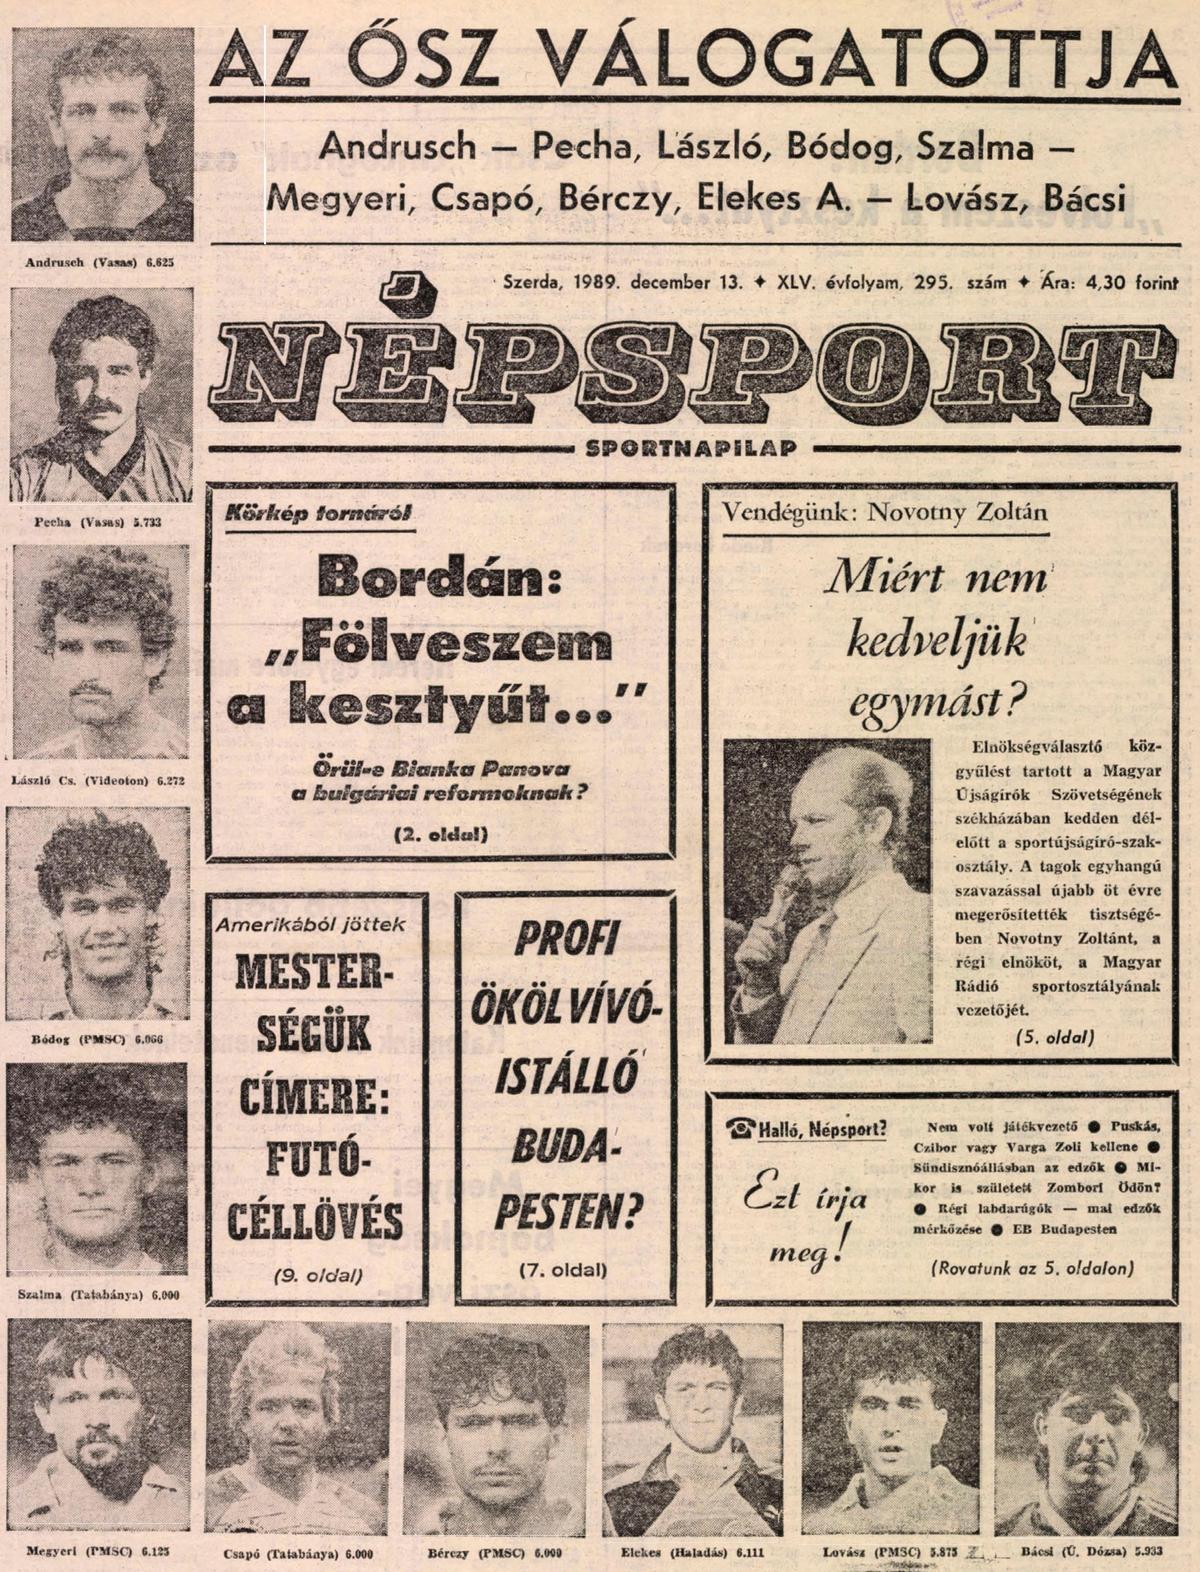 AZ ŐSZ VÁLOGATOTTJA
Andrusch — Pecha, László, Bódog, Szalma —
Megyeri, Csapó, Bérczy, Elekes A. — Lovász, Bácsi
Andrusch (Vasas) 6.625
Szerda, 1989. december 13. ✦ XLV. évfolyam, 295. szám ✦ Ára: 4,30 forint
NÉPSPORT
SPORTNAPILAP
Pecha (Vasas) 5.733
László Cs. (Videoton) 6.272
Bódog (PMSC) 6.066
Szalma (Tatabánya) 6.000
Körkép tornáról
Bordán:
„Fölveszem
a kesztyűt...”
Örül-e Bianka Panova
a bulgáriai reformoknak?
(2. oldal)
Vendégünk: Novotny Zoltán
Miért nem
kedveljük
egymást?
Elnökségválasztó köz-
gyűlést tartott a Magyar
Újságírók Szövetségének
székházában kedden dél-
előtt a sportújságíró-szak-
osztály. A tagok egyhangú
szavazással újabb öt évre
megerősítették tisztségé-
ben Novotny Zoltánt, a
régi elnököt, a Magyar
Rádió sportosztályának
vezetőjét.
(5. oldal)
Amerikából jöttek
MESTER-
SÉGÜK
CÍMERE:
FUTÓ-
CÉLLÖVÉS
(9. oldal)
PROFI
ÖKÖLVÍVÓ-
ISTÁLLÓ
BUDA-
PESTEN?
(7. oldal)
☎ Halló, Népsport?
Ezt írja
meg!
Nem volt játékvezető ● Puskás,
Czibor vagy Varga Zoli kellene ●
Sündisznóállásban az edzők ● Mi-
kor is született Zombori Ödön?
● Régi labdarúgók — mai edzők
mérkőzése ● EB Budapesten
(Rovatunk az 5. oldalon)
Megyeri (PMSC) 6.125
Csapó (Tatabánya) 6.000
Bérczy (PMSC) 6.000
Elekes (Haladás) 6.111
Lovász (PMSC) 5.875
Bácsi (Ú. Dózsa) 5.933